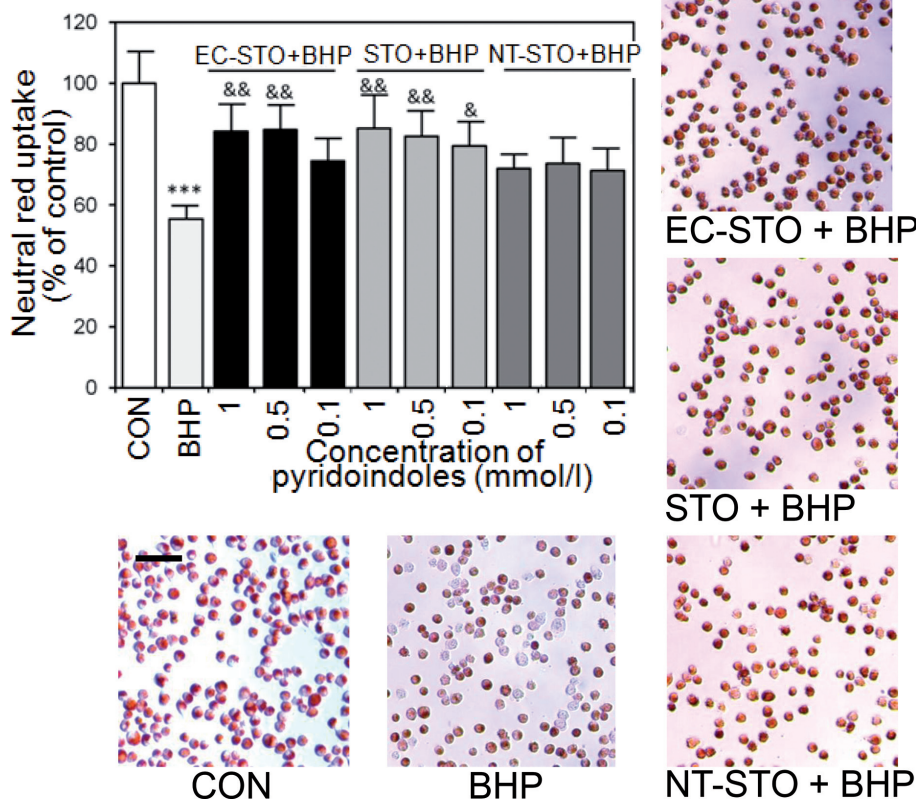 Neutral red uptake
(% of control)
120
100
80
60
40
20
0
EC-STO+BHP
STO+BHP
NT-STO+BHP
***
&&
&&
&&
&&
&
CON
BHP
1
0.5
0.1
1
0.5
0.1
1
0.5
0.1
Concentration of
pyridoindoles (mmol/l)
EC-STO + BHP
STO + BHP
CON
BHP
NT-STO + BHP